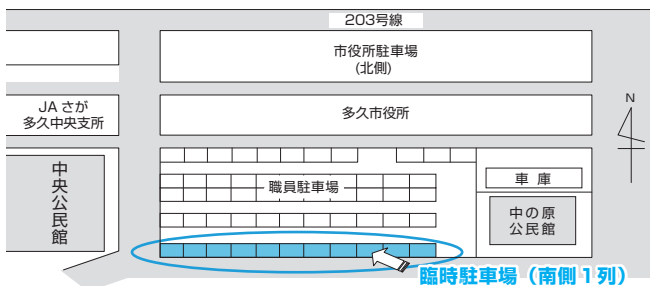 203号線
市役所駐車場
(北側)
JAさが
多久中央支所
多久市役所
N
中央公民館
職員駐車場
車庫
中の原
公民館
臨時駐車場（南側１列）